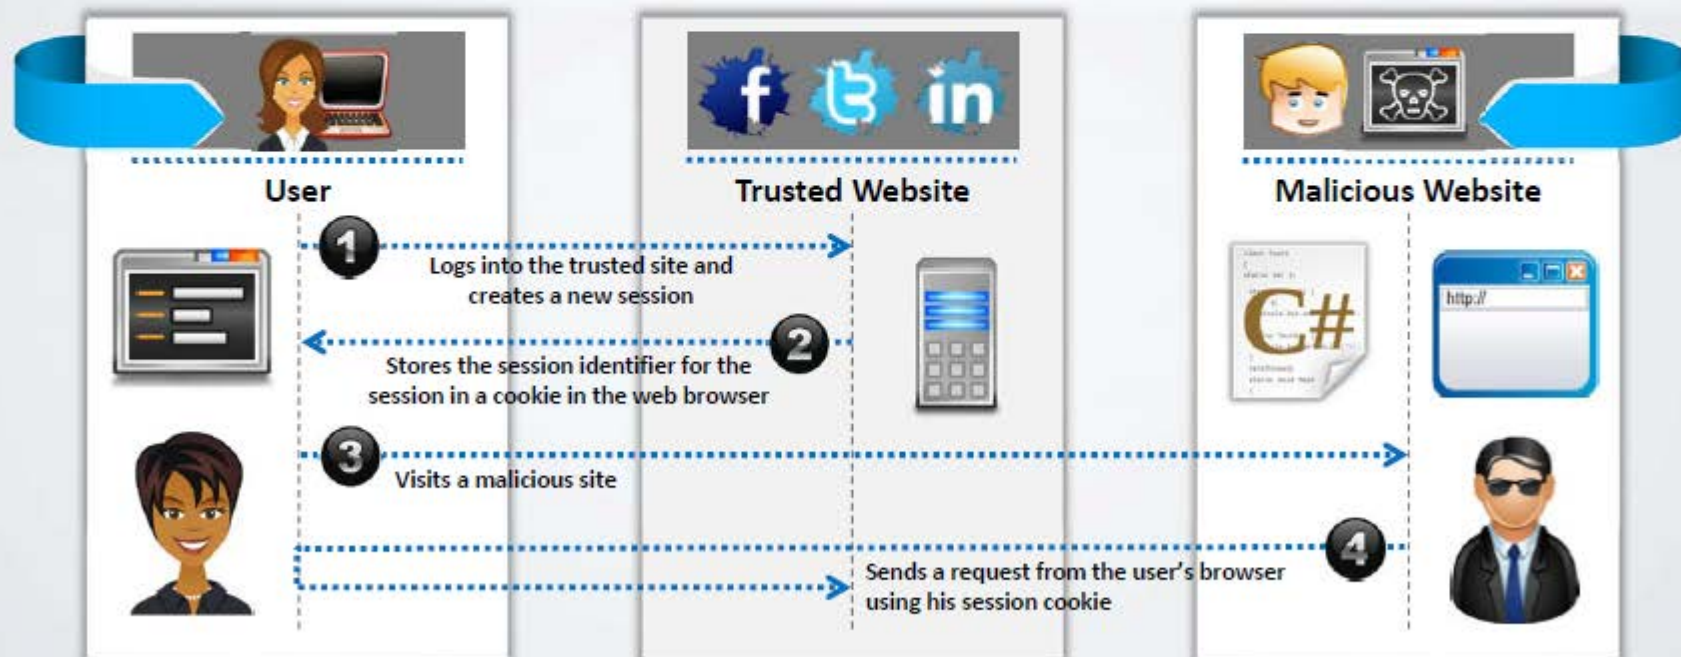 f
t
in
User
Trusted Website
Malicious Website
1
Logs into the trusted site and
creates a new session
2
Stores the session identifier for the
session in a cookie in the web browser
C#
http://
3
Visits a malicious site
4
Sends a request from the user's browser
using his session cookie